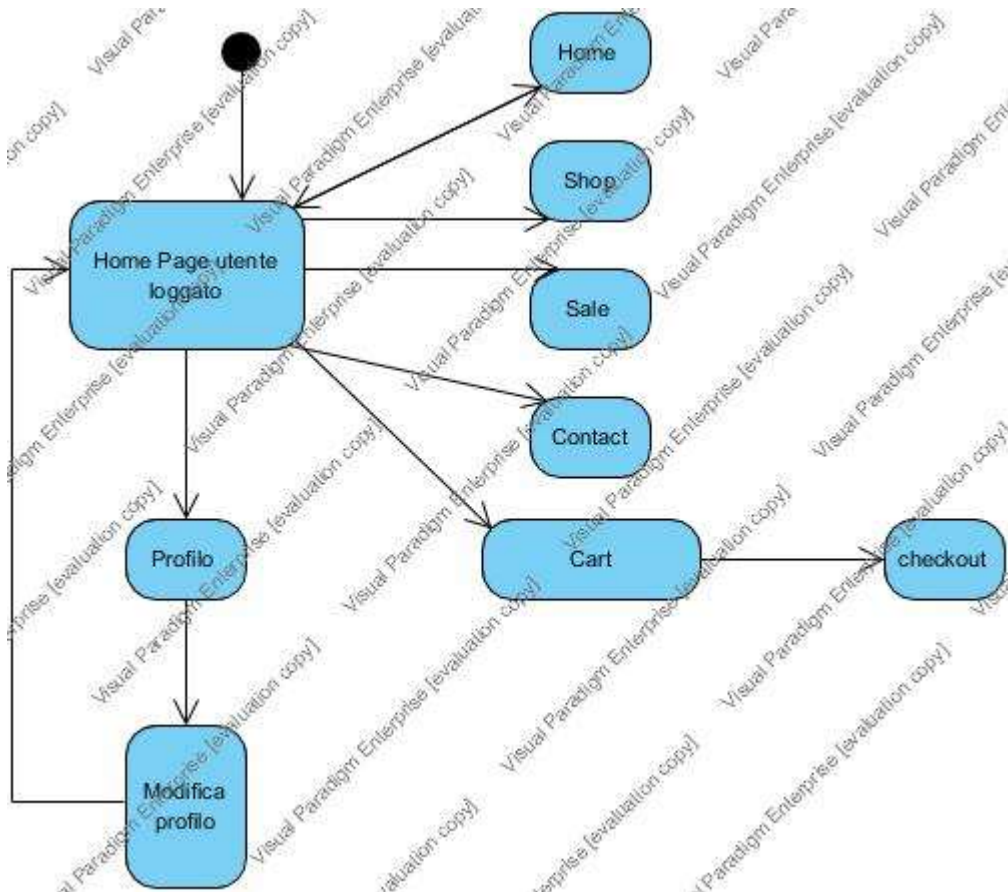 Home
Shop
Home Page utente
loggato
Sale
Contact
Profilo
Cart
checkout
Modifica
profilo
Visual Paradigm Enterprise [evaluation copy]